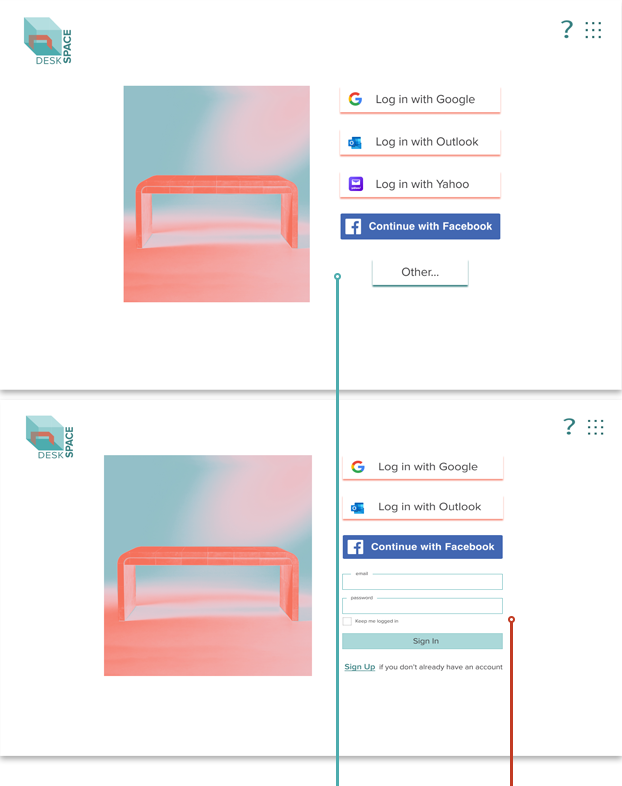 DESK
SPACE
?
Log in with Google
Log in with Outlook
Log in with Yahoo
Continue with Facebook
Other...
DESK
SPACE
?
Log in with Google
Log in with Outlook
Continue with Facebook
email
password
Keep me logged in
Sign In
Sign Up if you don't already have an account